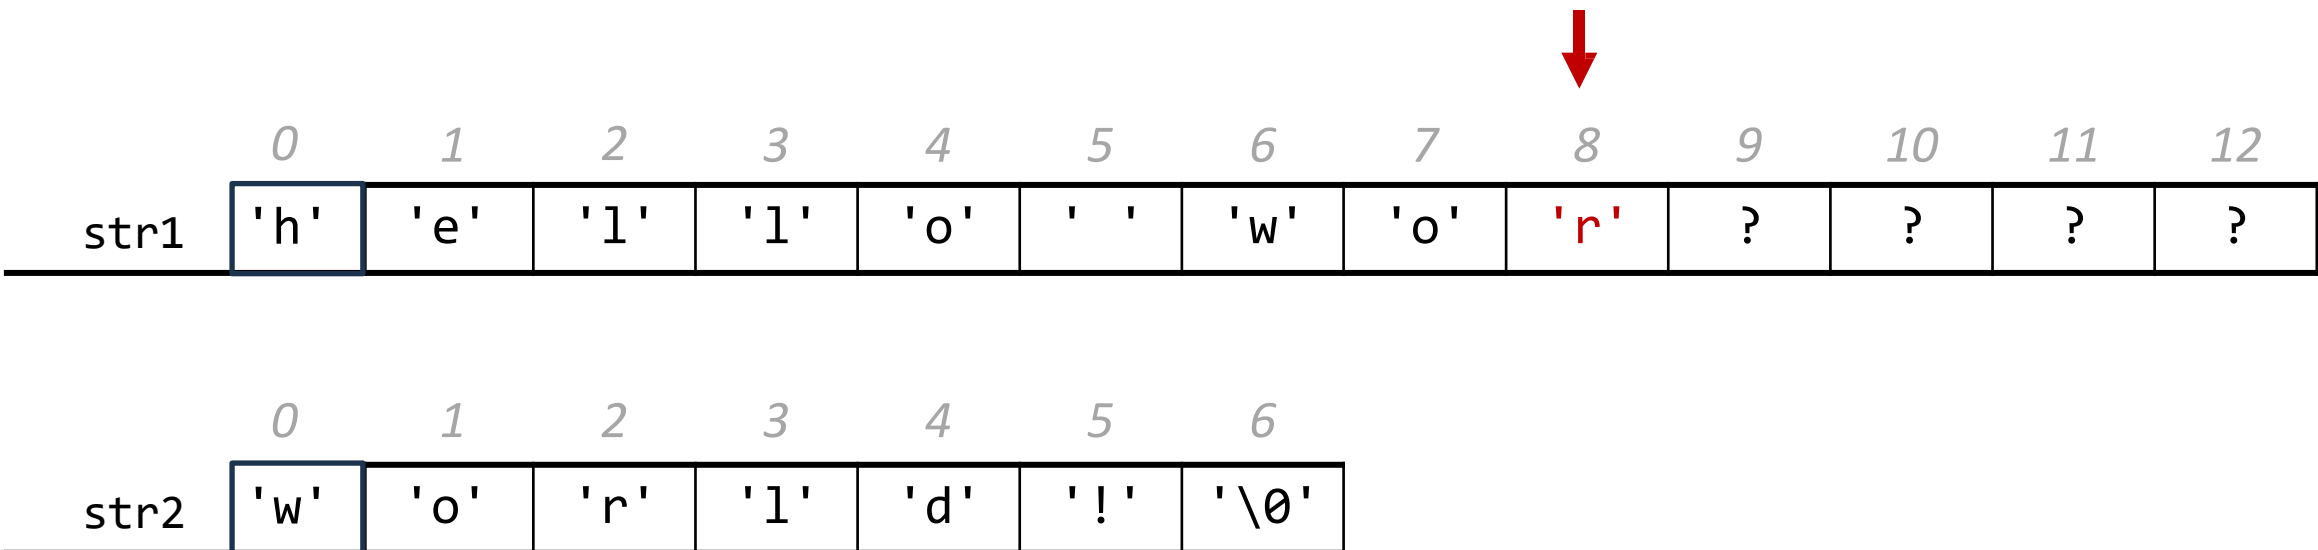 0 1 2 3 4 5 6 7 8 9 10 11 12
str1 'h' 'e' 'l' 'l' 'o' ' ' 'w' 'o' 'r' ? ? ? ?
0 1 2 3 4 5 6
str2 'w' 'o' 'r' 'l' 'd' '!' '\0'